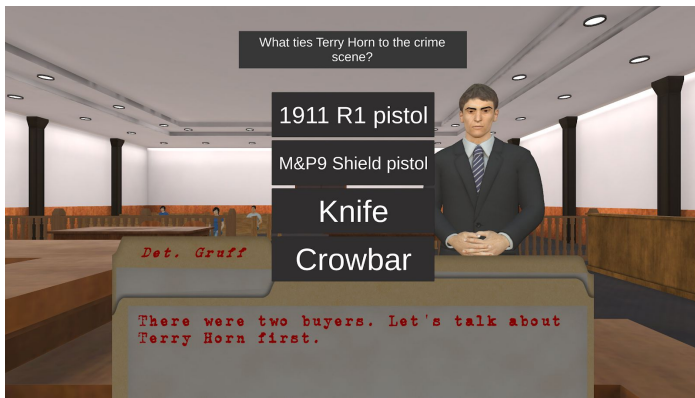 What ties Terry Horn to the crime
scene?
1911 R1 pistol
M&P9 Shield pistol
Knife
Crowbar
Det. Gruff
There were two buyers. Let's talk about
Terry Horn first.